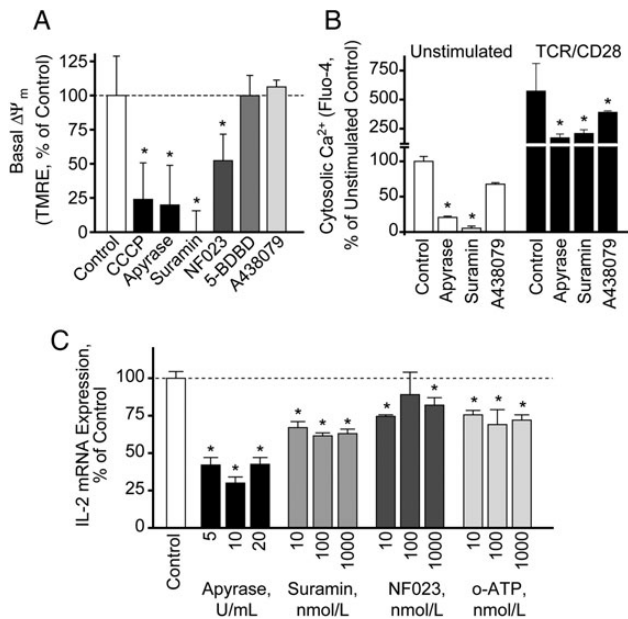 A
Basal ΔΨm
(TMRE, % of Control)
125
100
75
50
25
0
*
*
*
*
Control
CCCP
Apyrase
Suramin
NF023
5-BDBD
A438079
B
Cytosolic Ca²⁺ (Fluo-4,
% of Unstimulated Control)
Unstimulated
TCR/CD28
750
500
250
100
50
0
*
*
*
*
*
Control
Apyrase
Suramin
A438079
Control
Apyrase
Suramin
A438079
C
IL-2 mRNA Expression,
% of Control
125
100
75
50
25
0
*
*
*
*
*
*
*
*
*
*
*
Control
5
10
20
10
100
1000
10
100
1000
10
100
1000
Apyrase,
U/mL
Suramin,
nmol/L
NF023,
nmol/L
o-ATP,
nmol/L